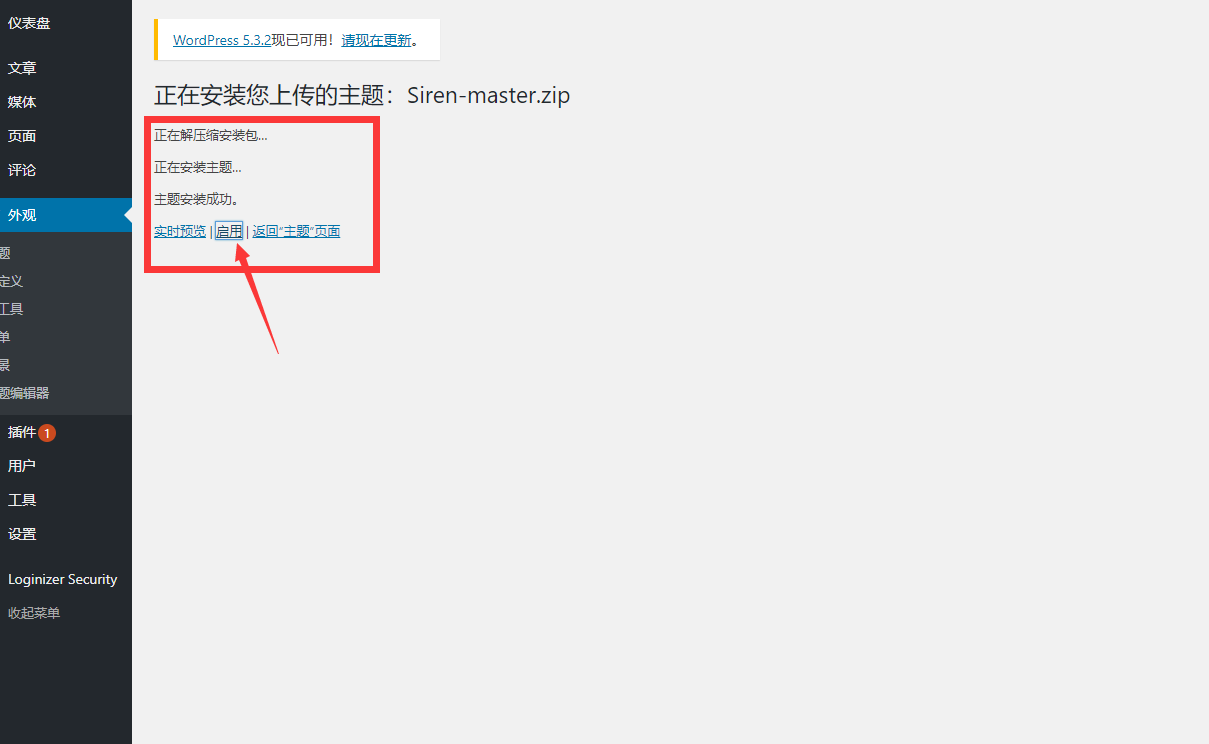 仪表盘
文章
媒体
页面
评论
外观
题
定义
工具
单
景
题编辑器
插件 1
用户
工具
设置
Loginizer Security
收起菜单
WordPress 5.3.2现已可用！请现在更新。
正在安装您上传的主题：Siren-master.zip
正在解压缩安装包…
正在安装主题…
主题安装成功。
实时预览 | 启用 | 返回“主题”页面